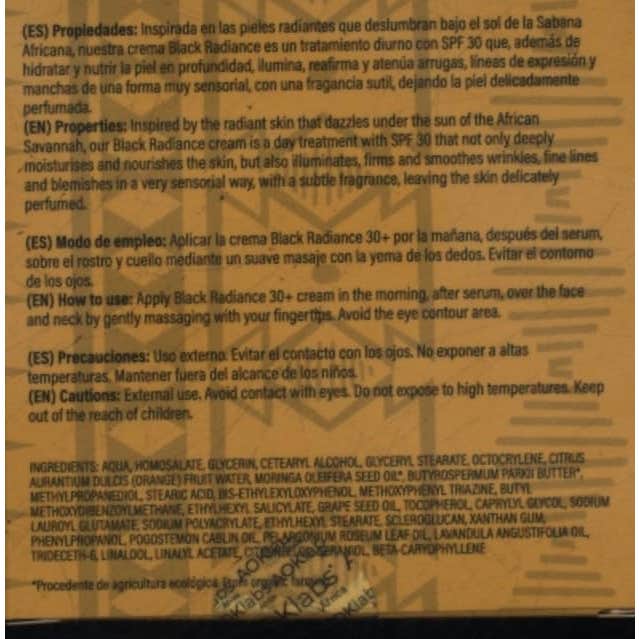 (ES) Propiedades: Inspirada en las pieles radiantes que deslumbran bajo el sol de la Sabana
Africana, nuestra crema Black Radiance es un tratamiento diurno con SPF 30 que, además de
hidratar y nutrir la piel en profundidad, ilumina, reafirma y atenúa arrugas, líneas de expresión y
manchas de una forma muy sensorial, con una fragancia sutil, dejando la piel delicadamente
perfumada.
(EN) Properties: Inspired by the radiant skin that dazzles under the sun of the African
Savannah, our Black Radiance cream is a day treatment with SPF 30 that not only deeply
moisturises and nourishes the skin, but also illuminates, firms and smoothes wrinkles, fine lines
and blemishes in a very sensorial way, with a subtle fragrance, leaving the skin delicately
perfumed.
(ES) Modo de empleo: Aplicar la crema Black Radiance 30+ por la mañana, después del serum,
sobre el rostro y cuello mediante un suave masaje con la yema de los dedos. Evitar el contorno
de los ojos.
(EN) How to use: Apply Black Radiance 30+ cream in the morning, after serum, over the face
and neck by gently massaging with your fingertips. Avoid the eye contour area.
(ES) Precauciones: Uso externo. Evitar el contacto con los ojos. No exponer a altas
temperaturas. Mantener fuera del alcance de los niños.
(EN) Cautions: External use. Avoid contact with eyes. Do not expose to high temperatures. Keep
out of the reach of children.
INGREDIENTS: AQUA, HOMOSALATE, GLYCERIN, CETEARYL ALCOHOL, GLYCERYL STEARATE, OCTOCRYLENE, CITRUS
AURANTIUM DULCIS (ORANGE) FRUIT WATER, MORINGA OLEIFERA SEED OIL*, BUTYROSPERMUM PARKII BUTTER*,
METHYLPROPANEDIOL, STEARIC ACID, BIS-ETHYLEXYLOXYPHENOL, METHOXYPHENYL TRIAZINE, BUTYL
METHOXYDIBENZOYLMETHANE, ETHYLHEXYL SALICYLATE, GRAPE SEED OIL, TOCOPHEROL, CAPRYLYL GLYCOL, SODIUM
LAUROYL GLUTAMATE, SODIUM POLYACRYLATE, ETHYLHEXYL STEARATE, SCLEROGLUCAN, XANTHAN GUM,
PHENYLPROPANOL, POGOSTEMON CABLIN OIL, PELARGONIUM ROSEUM LEAF OIL, LAVANDULA ANGUSTIFOLIA OIL,
TRIDECETH-6, LINALOOL, LINALYL ACETATE, GERANIOL, BETA-CARYOPHYLLENE
*Procedente de agricultura ecológica.
Klabs